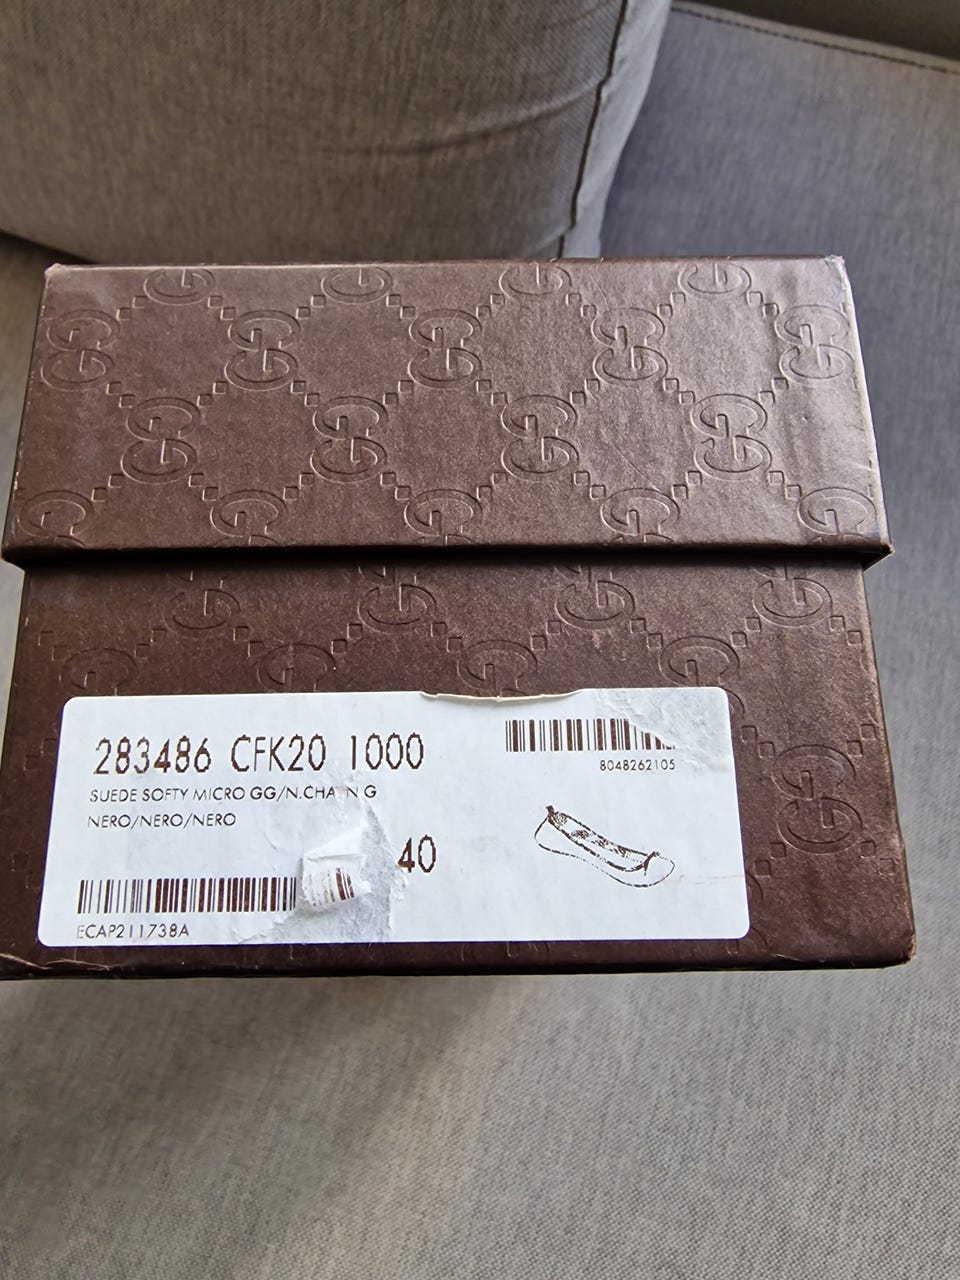 283486 CFK20 1000
SUEDE SOFTY MICRO GG/N.CHA N G
NERO/NERO/NERO
8048262105
40
ECAP211738A